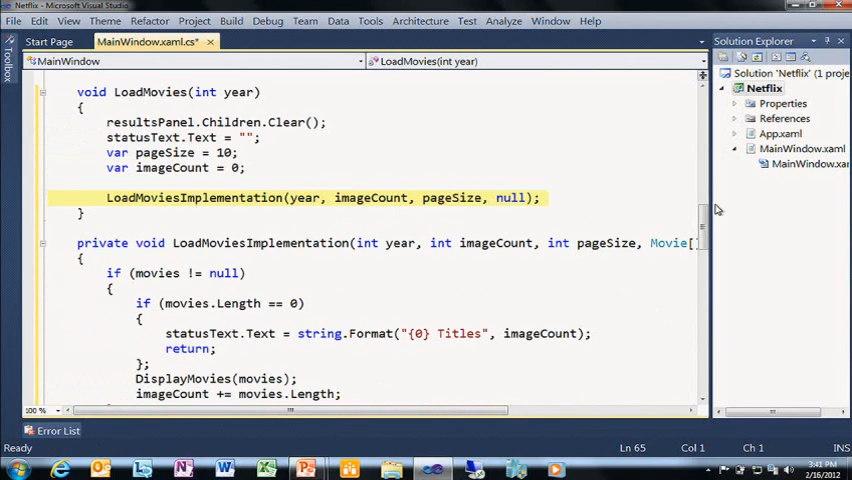 Netflix - Microsoft Visual Studio
File Edit View Theme Refactor Project Build Debug Team Data Tools Architecture Test Analyze Window Help
Start Page MainWindow.xaml.cs* ×
Solution Explorer
MainWindow LoadMovies(int year)
Toolbox
Solution 'Netflix' (1 proje
Netflix
Properties
References
App.xaml
MainWindow.xaml
MainWindow.xar
void LoadMovies(int year)
{
resultsPanel.Children.Clear();
statusText.Text = "";
var pageSize = 10;
var imageCount = 0;
LoadMoviesImplementation(year, imageCount, pageSize, null);
}
private void LoadMoviesImplementation(int year, int imageCount, int pageSize, Movie[]
{
if (movies != null)
{
if (movies.Length == 0)
{
statusText.Text = string.Format("{0} Titles", imageCount);
return;
};
DisplayMovies(movies);
imageCount += movies.Length;
100 %
Error List
Ready Ln 65 Col 1 Ch 1 INS
3:41 PM
2/16/2012